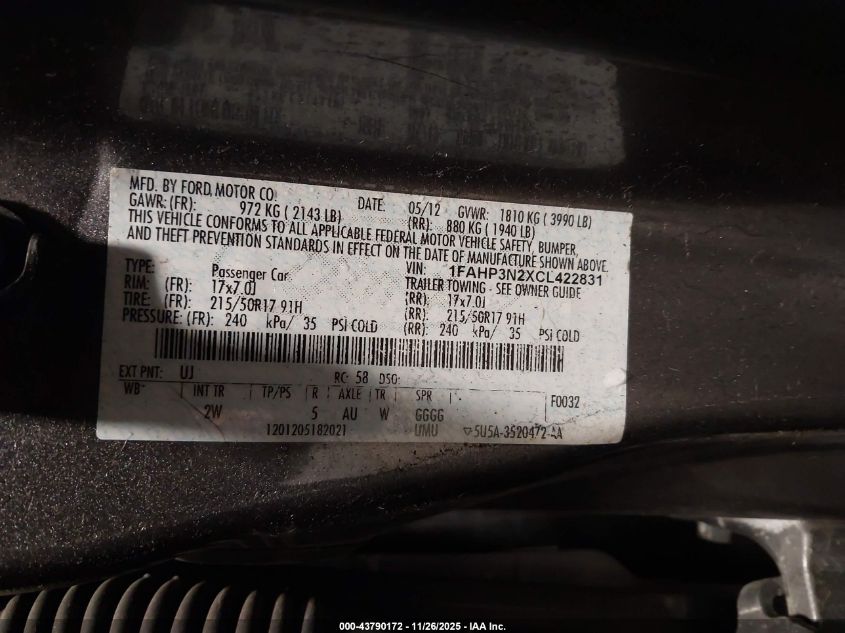 MFD. BY FORD MOTOR CO. DATE: 05/12 GVWR: 1810 KG ( 3990 LB)
GAWR: (FR): 972 KG ( 2143 LB) (RR): 880 KG ( 1940 LB)
THIS VEHICLE CONFORMS TO ALL APPLICABLE FEDERAL MOTOR VEHICLE SAFETY, BUMPER,
AND THEFT PREVENTION STANDARDS IN EFFECT ON THE DATE OF MANUFACTURE SHOWN ABOVE.
VIN: 1FAHP3N2XCL422831
TYPE: Passenger Car TRAILER TOWING - SEE OWNER GUIDE
RIM: (FR): 17x7.0J (RR): 17x7.0J
TIRE: (FR): 215/50R17 91H (RR): 215/50R17 91H
PRESSURE: (FR): 240 kPa/ 35 PSI COLD (RR): 240 kPa/ 35 PSI COLD
EXT PNT: UJ RC: 58 DSO:
WB INT TR TP/PS R AXLE TR SPR F0032
2W 5 AU W GGGG
1201205182021 UMU ▽5U5A-3520472-AA
000-43790172 - 11/26/2025 - IAA Inc.